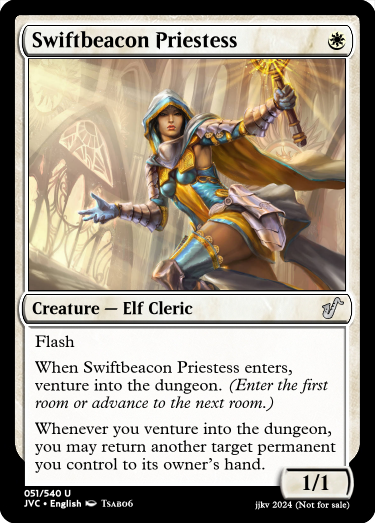 Swiftbeacon Priestess
Creature — Elf Cleric
Flash
When Swiftbeacon Priestess enters,
venture into the dungeon. (Enter the first
room or advance to the next room.)
Whenever you venture into the dungeon,
you may return another target permanent
you control to its owner's hand.
1/1
051/540 U
JVC • English Tsabo6
jjkv 2024 (Not for sale)